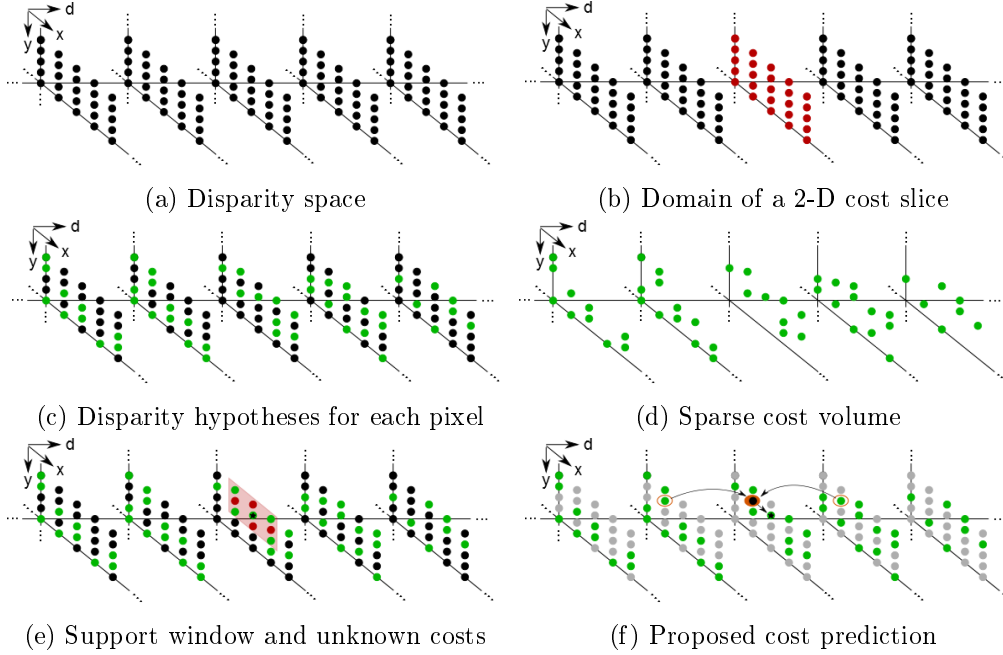 d
x
y
(a) Disparity space
d
x
y
(b) Domain of a 2-D cost slice
d
x
y
(c) Disparity hypotheses for each pixel
d
x
y
(d) Sparse cost volume
d
x
y
(e) Support window and unknown costs
d
x
y
(f) Proposed cost prediction